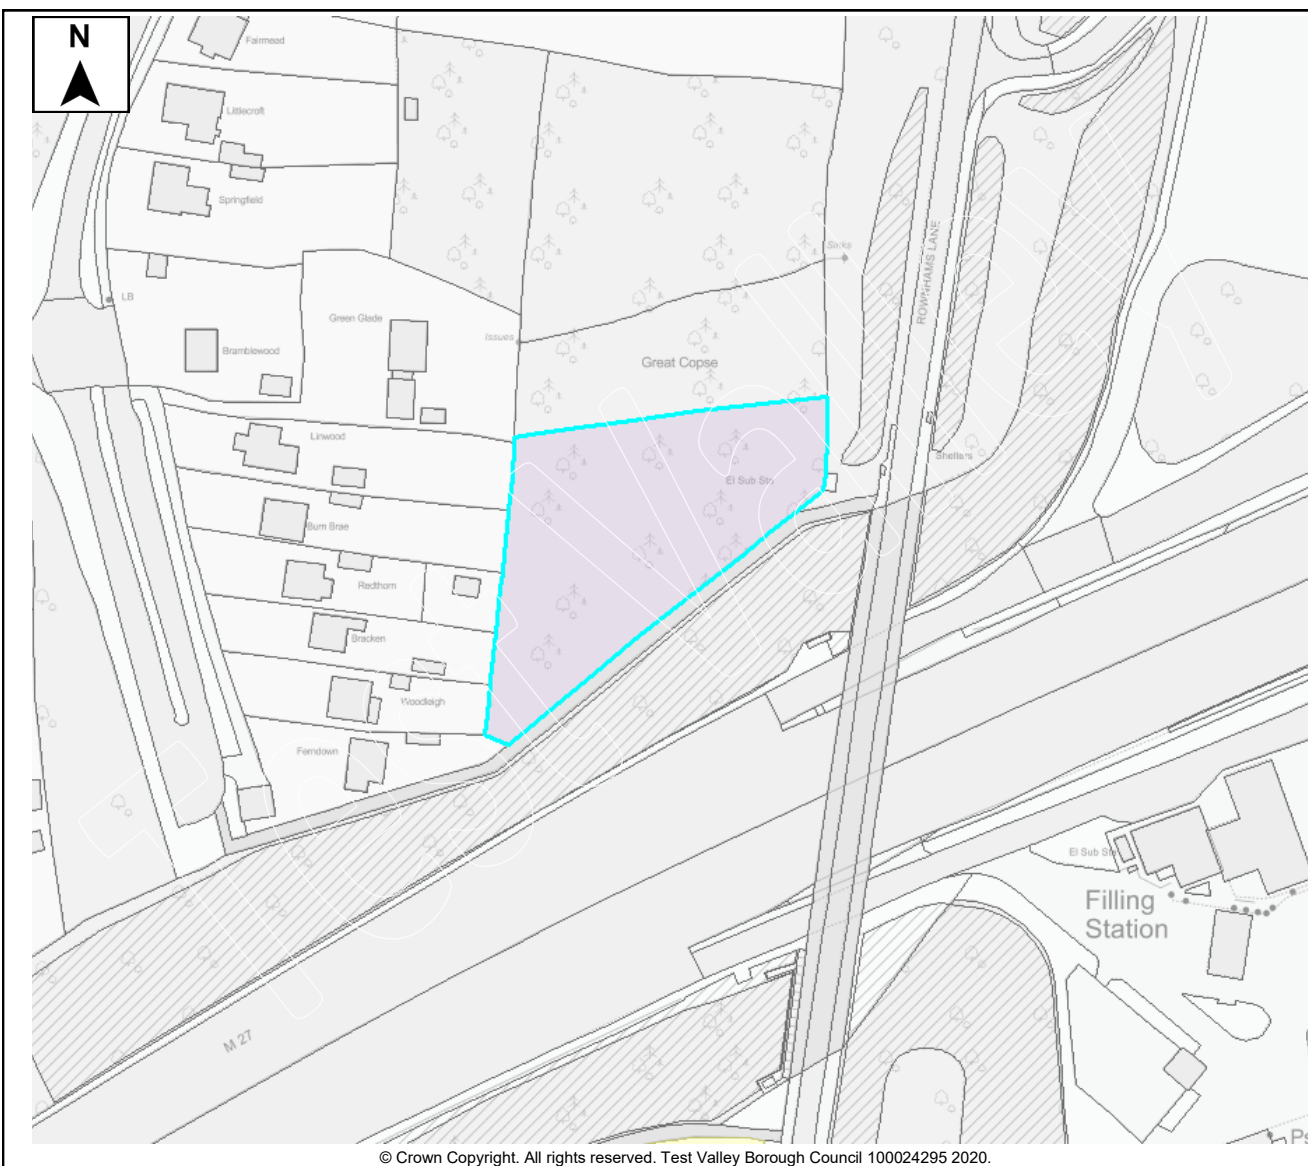 N
Fairmead
Littlecroft
Springfield
LB
Bramblewood
Green Glade
Issues
Sinks
ROWNHAMS LANE
Great Copse
Linwood
El Sub Sta
Shelters
Burn Brae
Redthorn
Bracken
Woodleigh
Ferndown
El Sub Sta
Filling
Station
M 27
© Crown Copyright. All rights reserved. Test Valley Borough Council 100024295 2020.